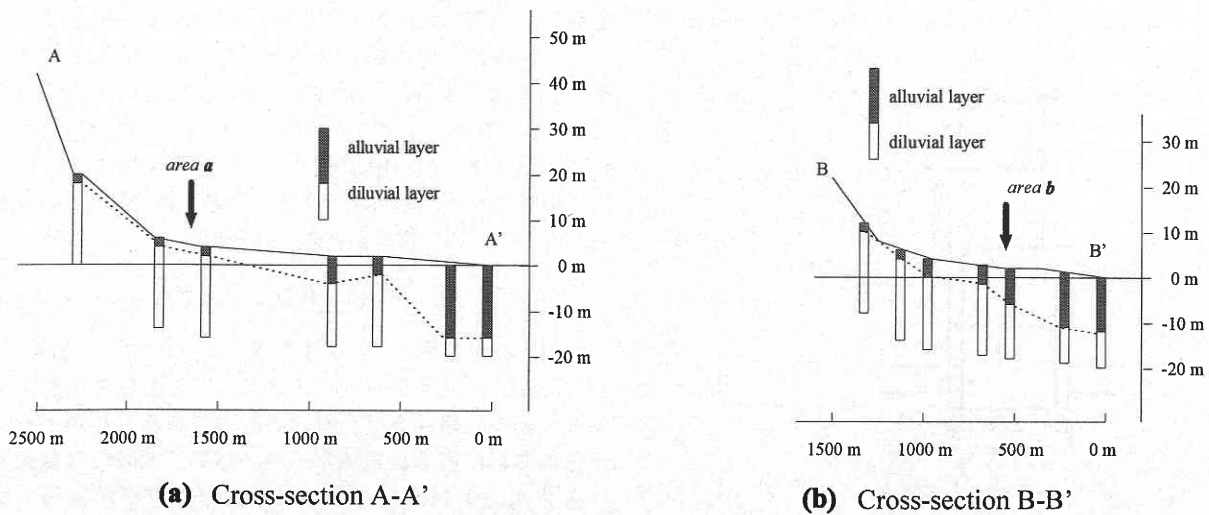 50 m
40 m
30 m
20 m
10 m
0 m
-10 m
-20 m
A
area a
alluvial layer
diluvial layer
A'
2500 m 2000 m 1500 m 1000 m 500 m 0 m
(a) Cross-section A-A'
alluvial layer
diluvial layer
30 m
20 m
10 m
0 m
-10 m
-20 m
B
area b
B'
1500 m 1000 m 500 m 0 m
(b) Cross-section B-B'